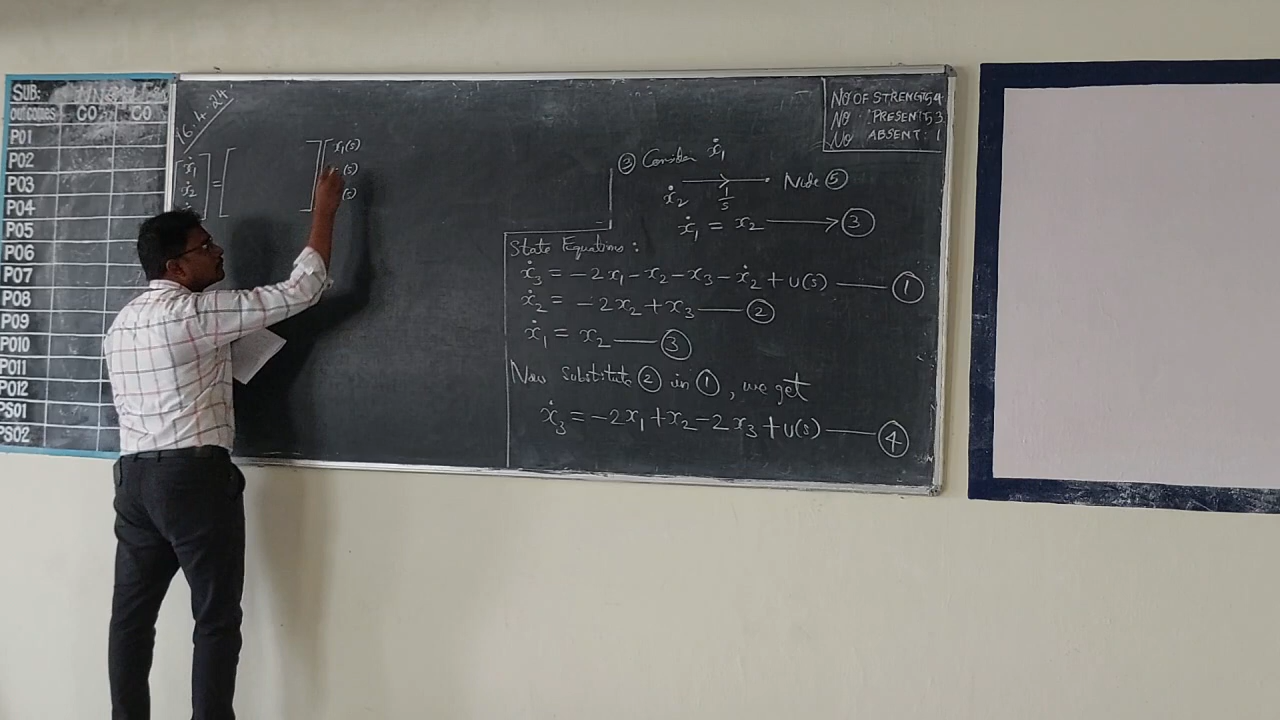 SUB:
outcomes CO CO
PO1
PO2
PO3
PO4
PO5
PO6
PO7
PO8
PO9
PO10
PO11
PO12
PSO1
PSO2
16.4.24
[ẋ₁ ẋ₂] = [ ] [x₁(s) (s) (s)
NO OF STRENGTH 54
NO : PRESENT: 53
NO ABSENT: 1
③ Consider ẋ₁
ẋ₂ 1/s Node ⑤
ẋ₁ = x₂ → ③
State Equations:
ẋ₃ = -2x₁ - x₂ - x₃ - ẋ₂ + U(s) — ①
ẋ₂ = -2x₂ + x₃ — ②
ẋ₁ = x₂ — ③
Now Substitute ② in ①, we get
ẋ₃ = -2x₁ + x₂ - 2x₃ + U(s) — ④